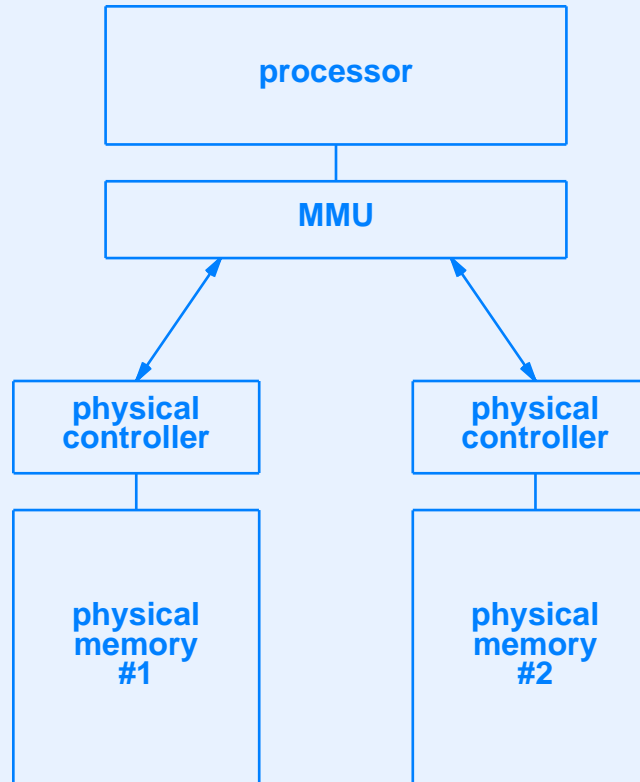 processor
MMU
physical
controller
physical
controller
physical
memory
#1
physical
memory
#2